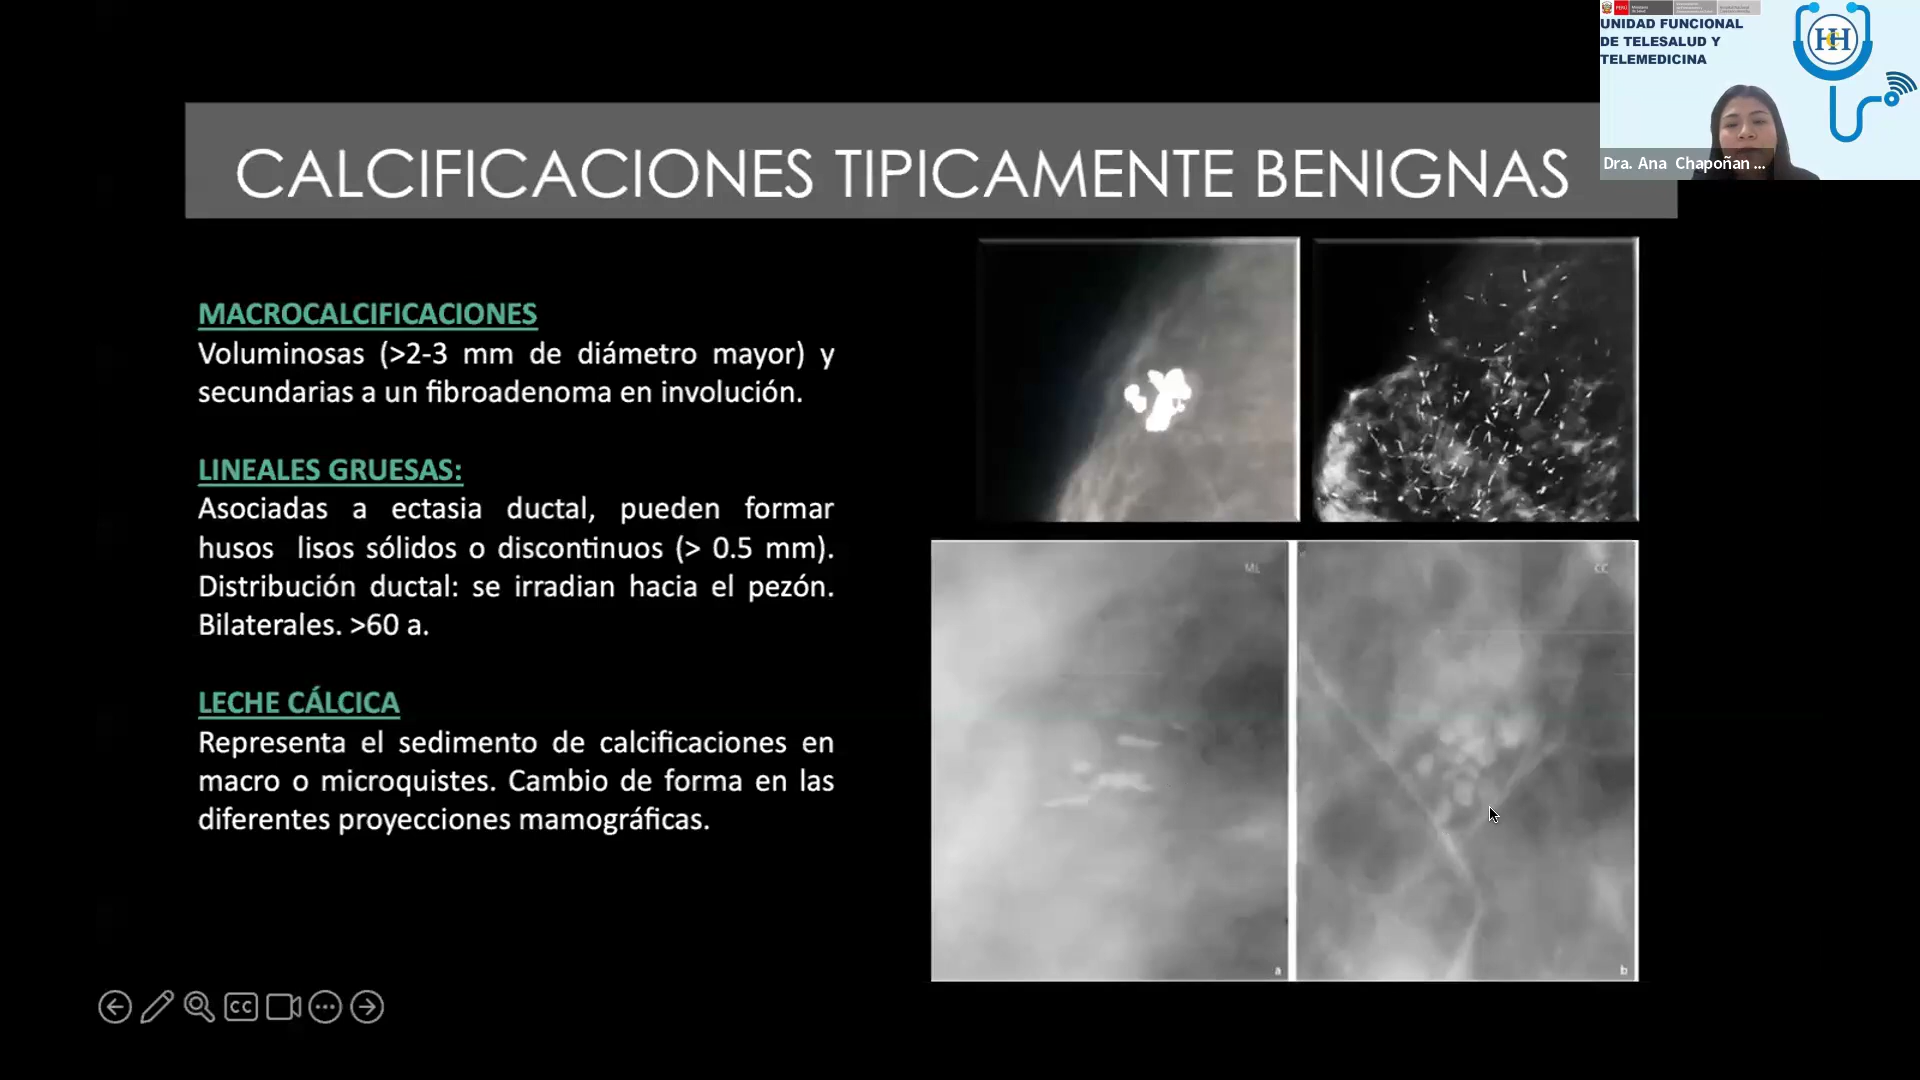 PERÚ
UNIDAD FUNCIONAL
DE TELESALUD Y
TELEMEDICINA
HCH
Dra. Ana Chapoñan ...
CALCIFICACIONES TIPICAMENTE BENIGNAS
MACROCALCIFICACIONES
Voluminosas (>2-3 mm de diámetro mayor) y
secundarias a un fibroadenoma en involución.
LINEALES GRUESAS:
Asociadas a ectasia ductal, pueden formar
husos lisos sólidos o discontinuos (> 0.5 mm).
Distribución ductal: se irradian hacia el pezón.
Bilaterales. >60 a.
LECHE CÁLCICA
Representa el sedimento de calcificaciones en
macro o microquistes. Cambio de forma en las
diferentes proyecciones mamográficas.
ML
CC
a
b
CC